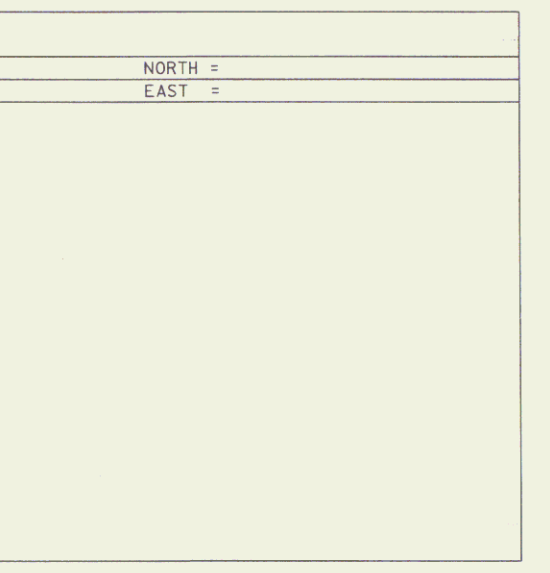 NORTH =
EAST =